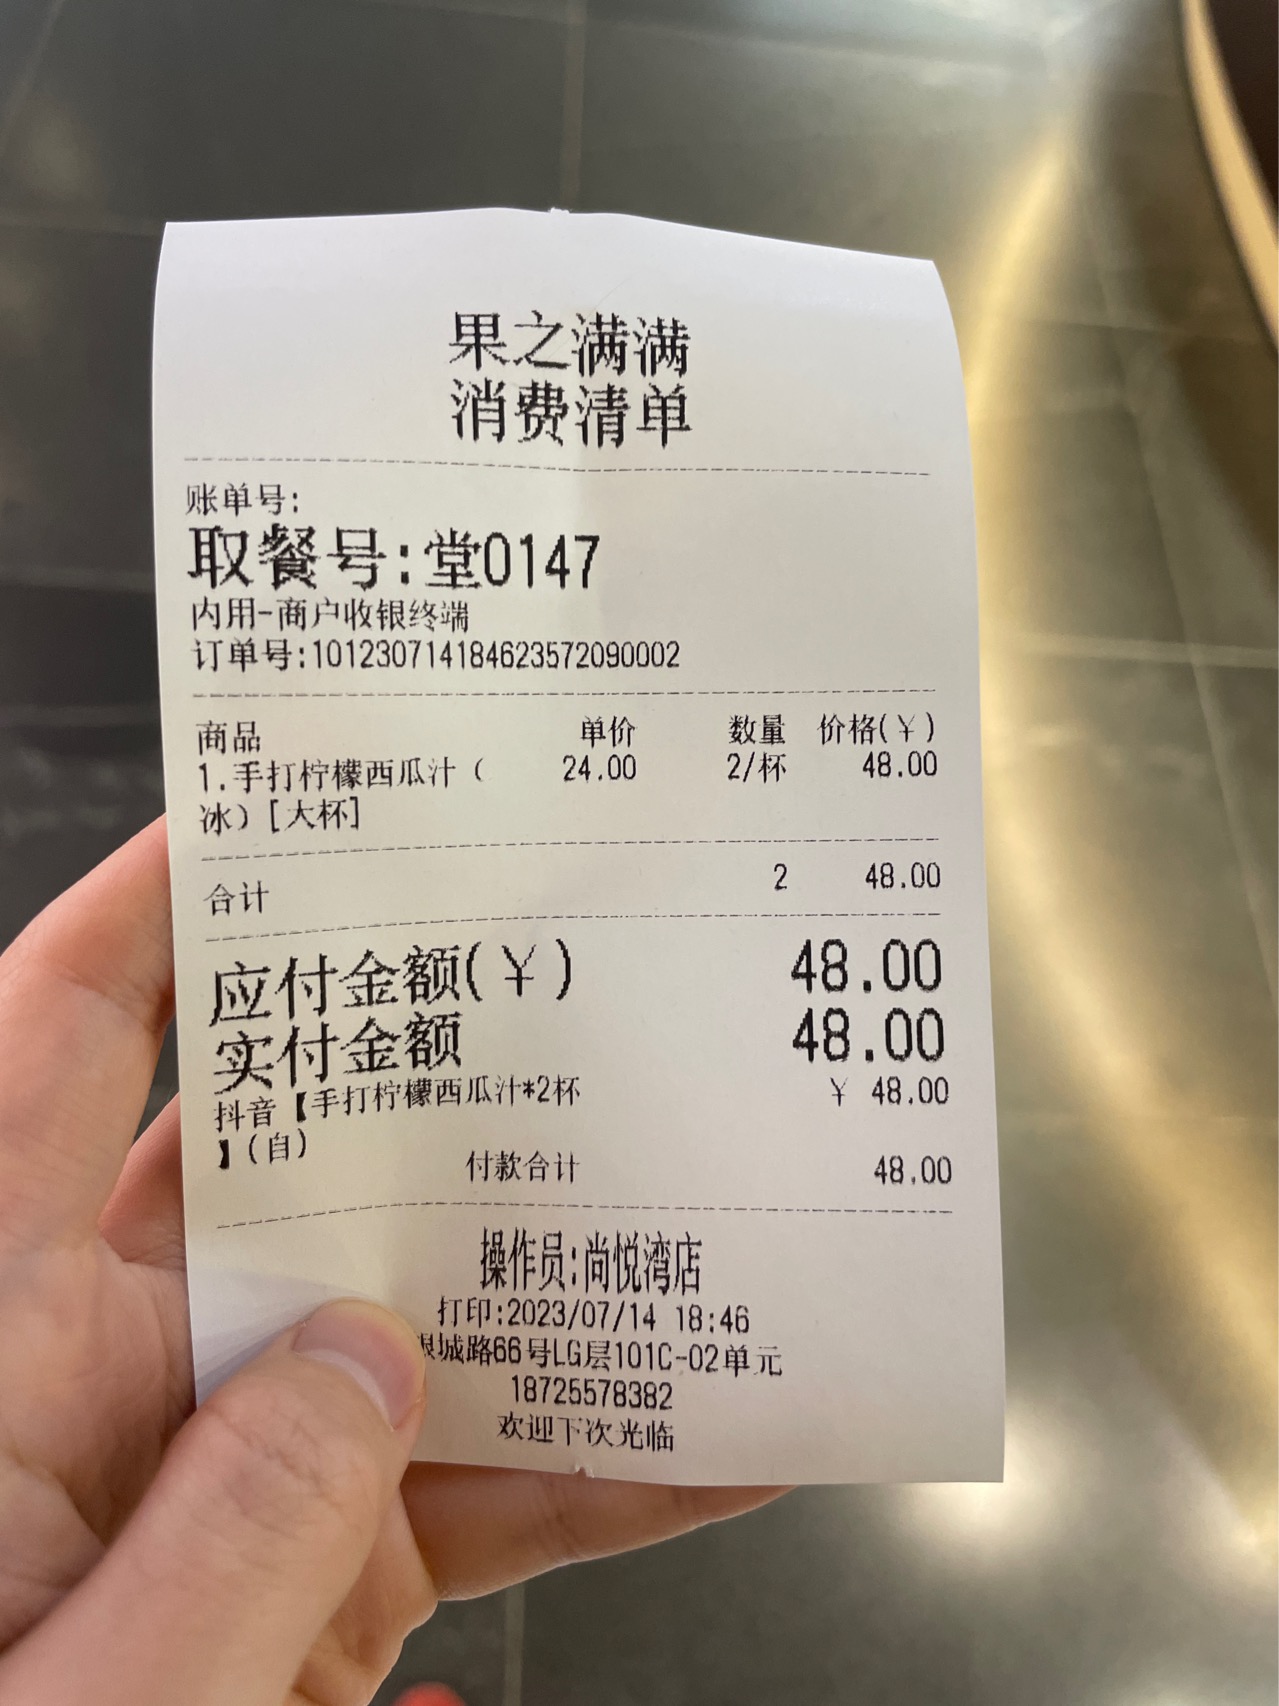 果之满满
消费清单
账单号:
取餐号:堂0147
内用-商户收银终端
订单号:101230714184623572090002
商品 单价 数量 价格(￥)
1.手打柠檬西瓜汁( 24.00 2/杯 48.00
冰)[大杯]
合计 2 48.00
应付金额(￥) 48.00
实付金额 48.00
抖音【手打柠檬西瓜汁*2杯 ￥ 48.00
】(自)
付款合计 48.00
操作员:尚悦湾店
打印:2023/07/14 18:46
城路66号LG层101C-02单元
18725578382
欢迎下次光临